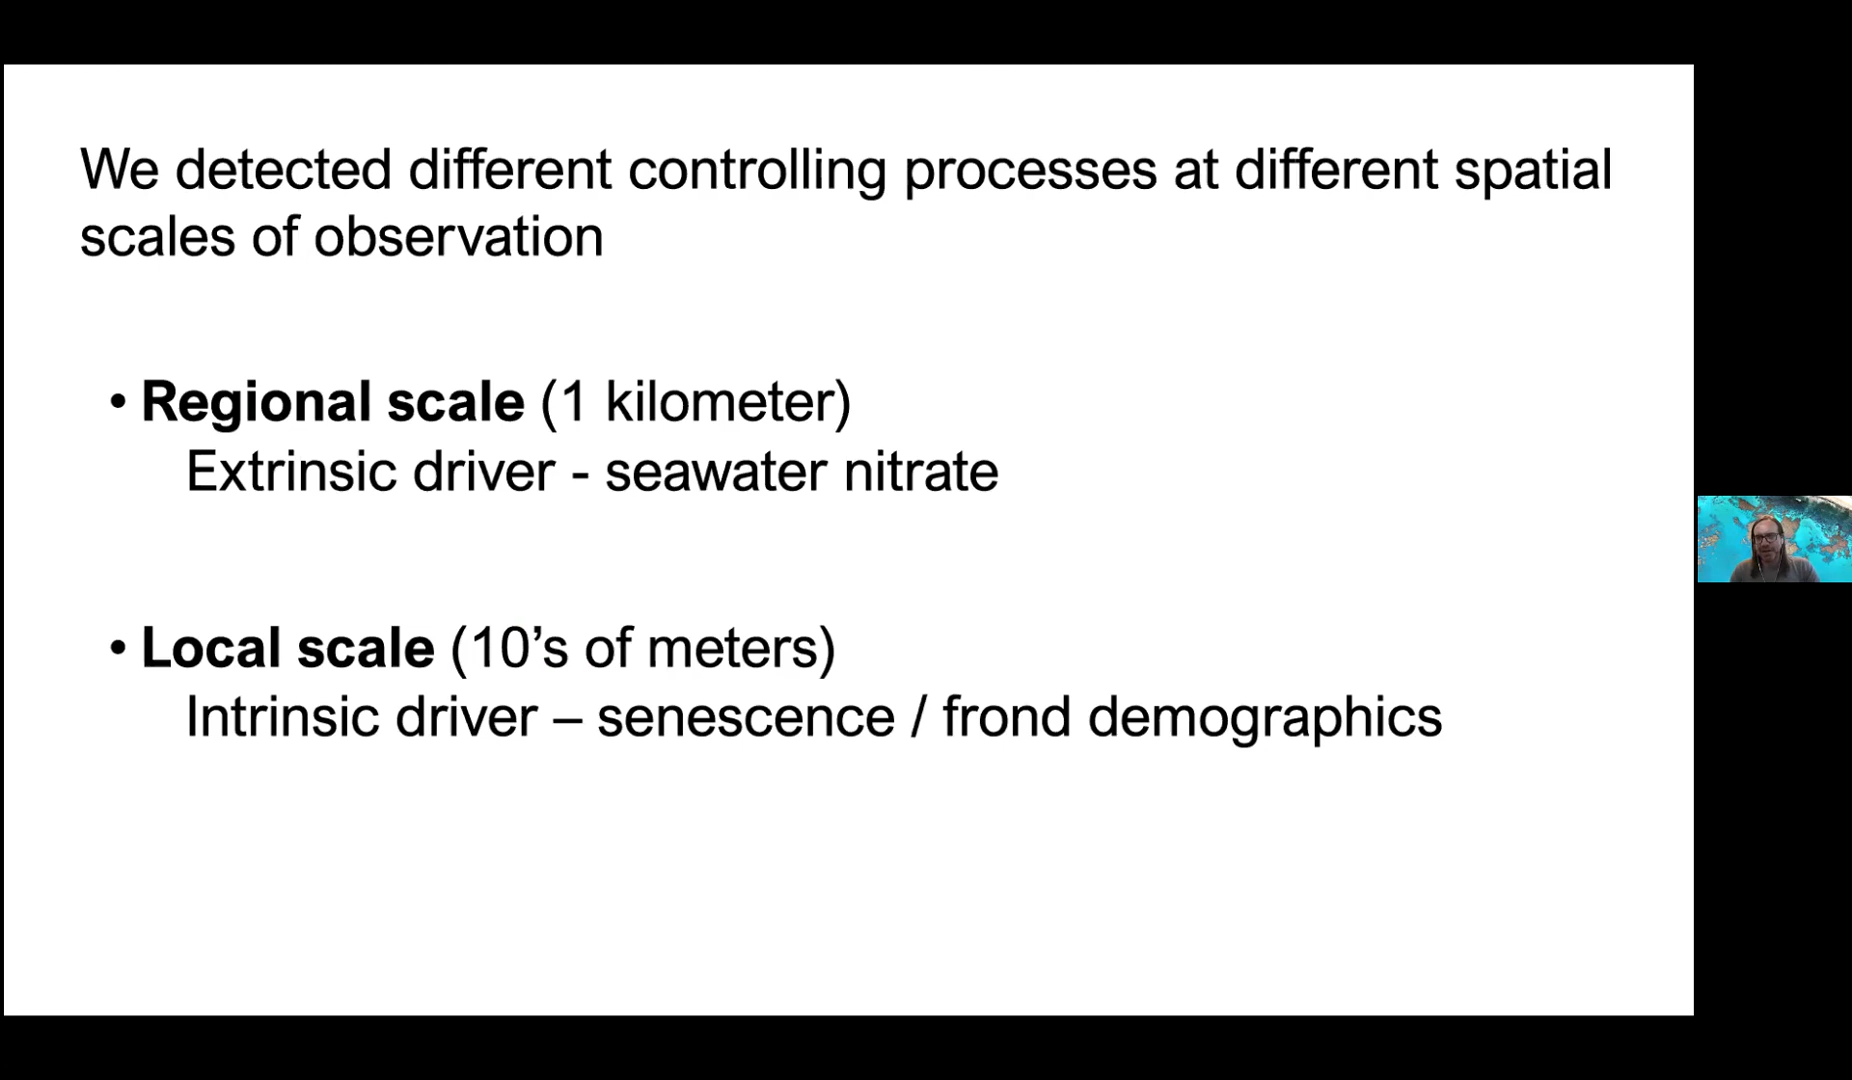 We detected different controlling processes at different spatial
scales of observation
• Regional scale (1 kilometer)
Extrinsic driver - seawater nitrate
• Local scale (10’s of meters)
Intrinsic driver – senescence / frond demographics